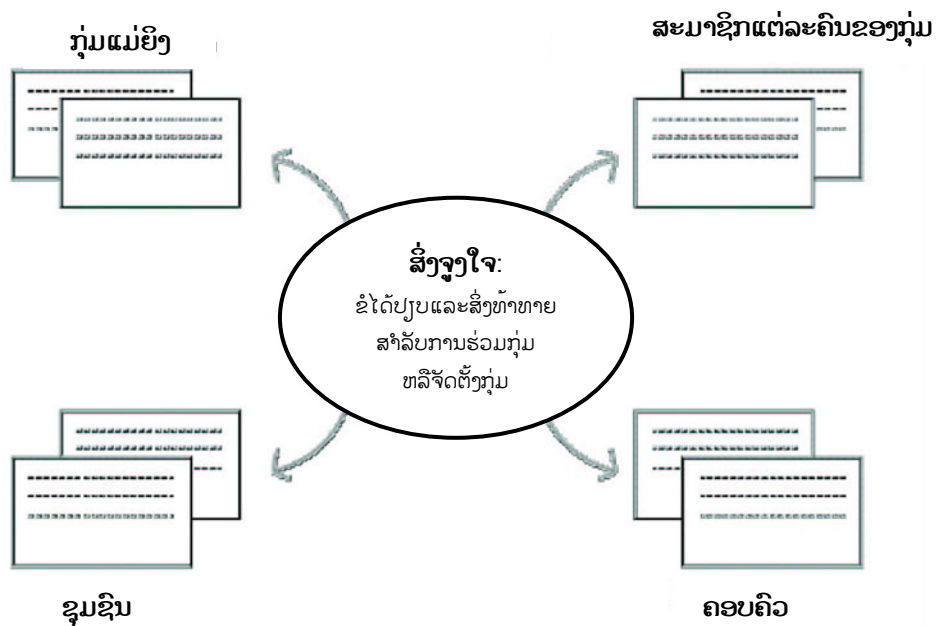 ກຸ່ມແມ່ຍິງ
ສະມາຊິກແຕ່ລະຄົນຂອງກຸ່ມ
ສິ່ງຈູງໃຈ:
ຂໍໄດ້ປຽບແລະສິ່ງທ້າທາຍ
ສຳລັບການຮ່ວມກຸ່ມ
ຫລືຈັດຕັ້ງກຸ່ມ
ຊຸມຊົນ
ຄອບຄົວ